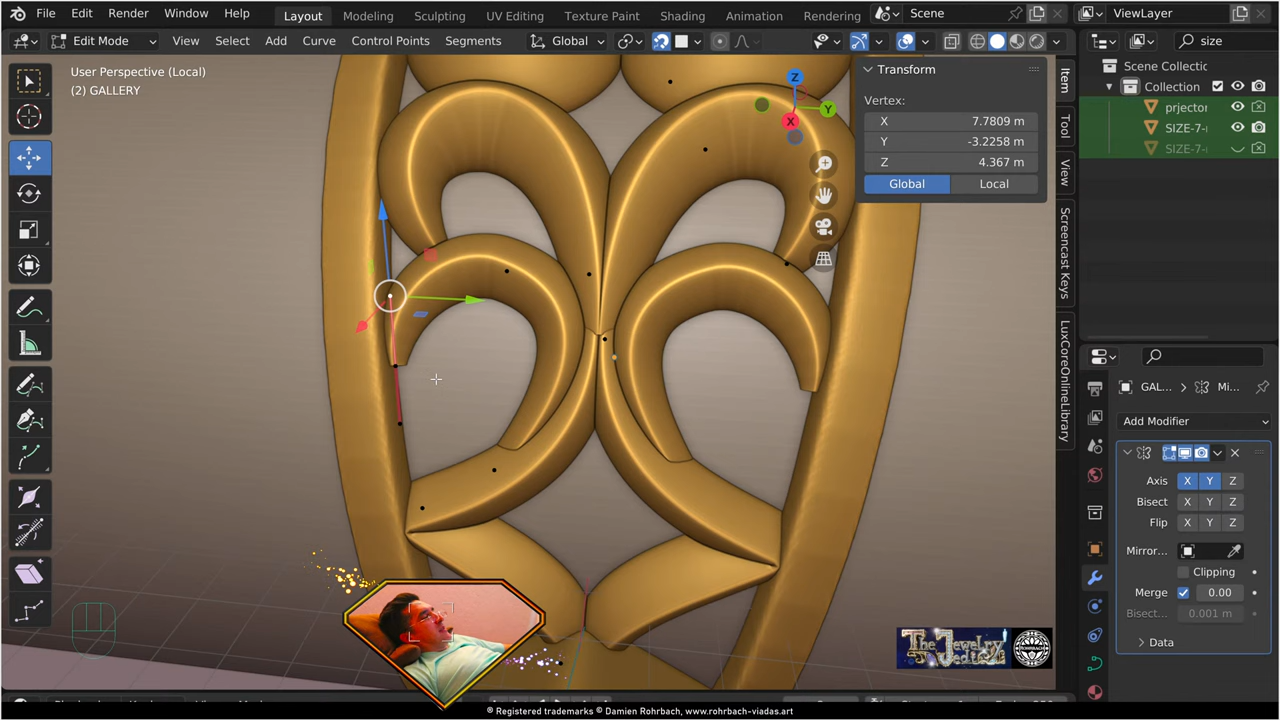 File Edit Render Window Help Layout Modeling Sculpting UV Editing Texture Paint Shading Animation Rendering Scene ViewLayer
Edit Mode View Select Add Curve Control Points Segments Global size
User Perspective (Local)
(2) GALLERY
Transform
Vertex:
X 7.7809 m
Y -3.2258 m
Z 4.367 m
Global Local
Z
Y
X
Item
Tool
View
Screencast Keys
LuxCoreOnlineLibrary
Scene Collectic
Collection
prjector
SIZE-7-
SIZE-7-
GAL... Mi...
Add Modifier
Axis X Y Z
Bisect X Y Z
Flip X Y Z
Mirror...
Clipping
Merge 0.00
Bisect... 0.001 m
Data
The Jewelry
ROHRBACH
® Registered trademarks © Damien Rohrbach, www.rohrbach-viadas.art